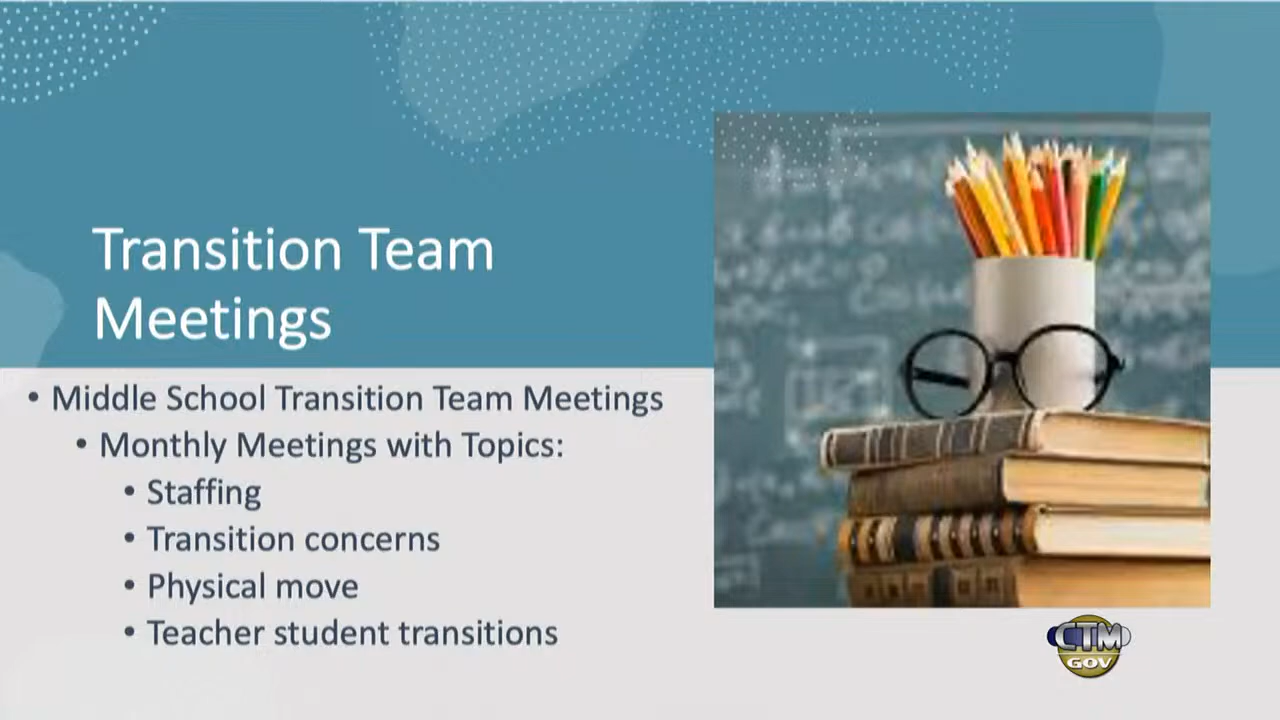 Transition Team
Meetings
• Middle School Transition Team Meetings
• Monthly Meetings with Topics:
• Staffing
• Transition concerns
• Physical move
• Teacher student transitions
CTM
GOV